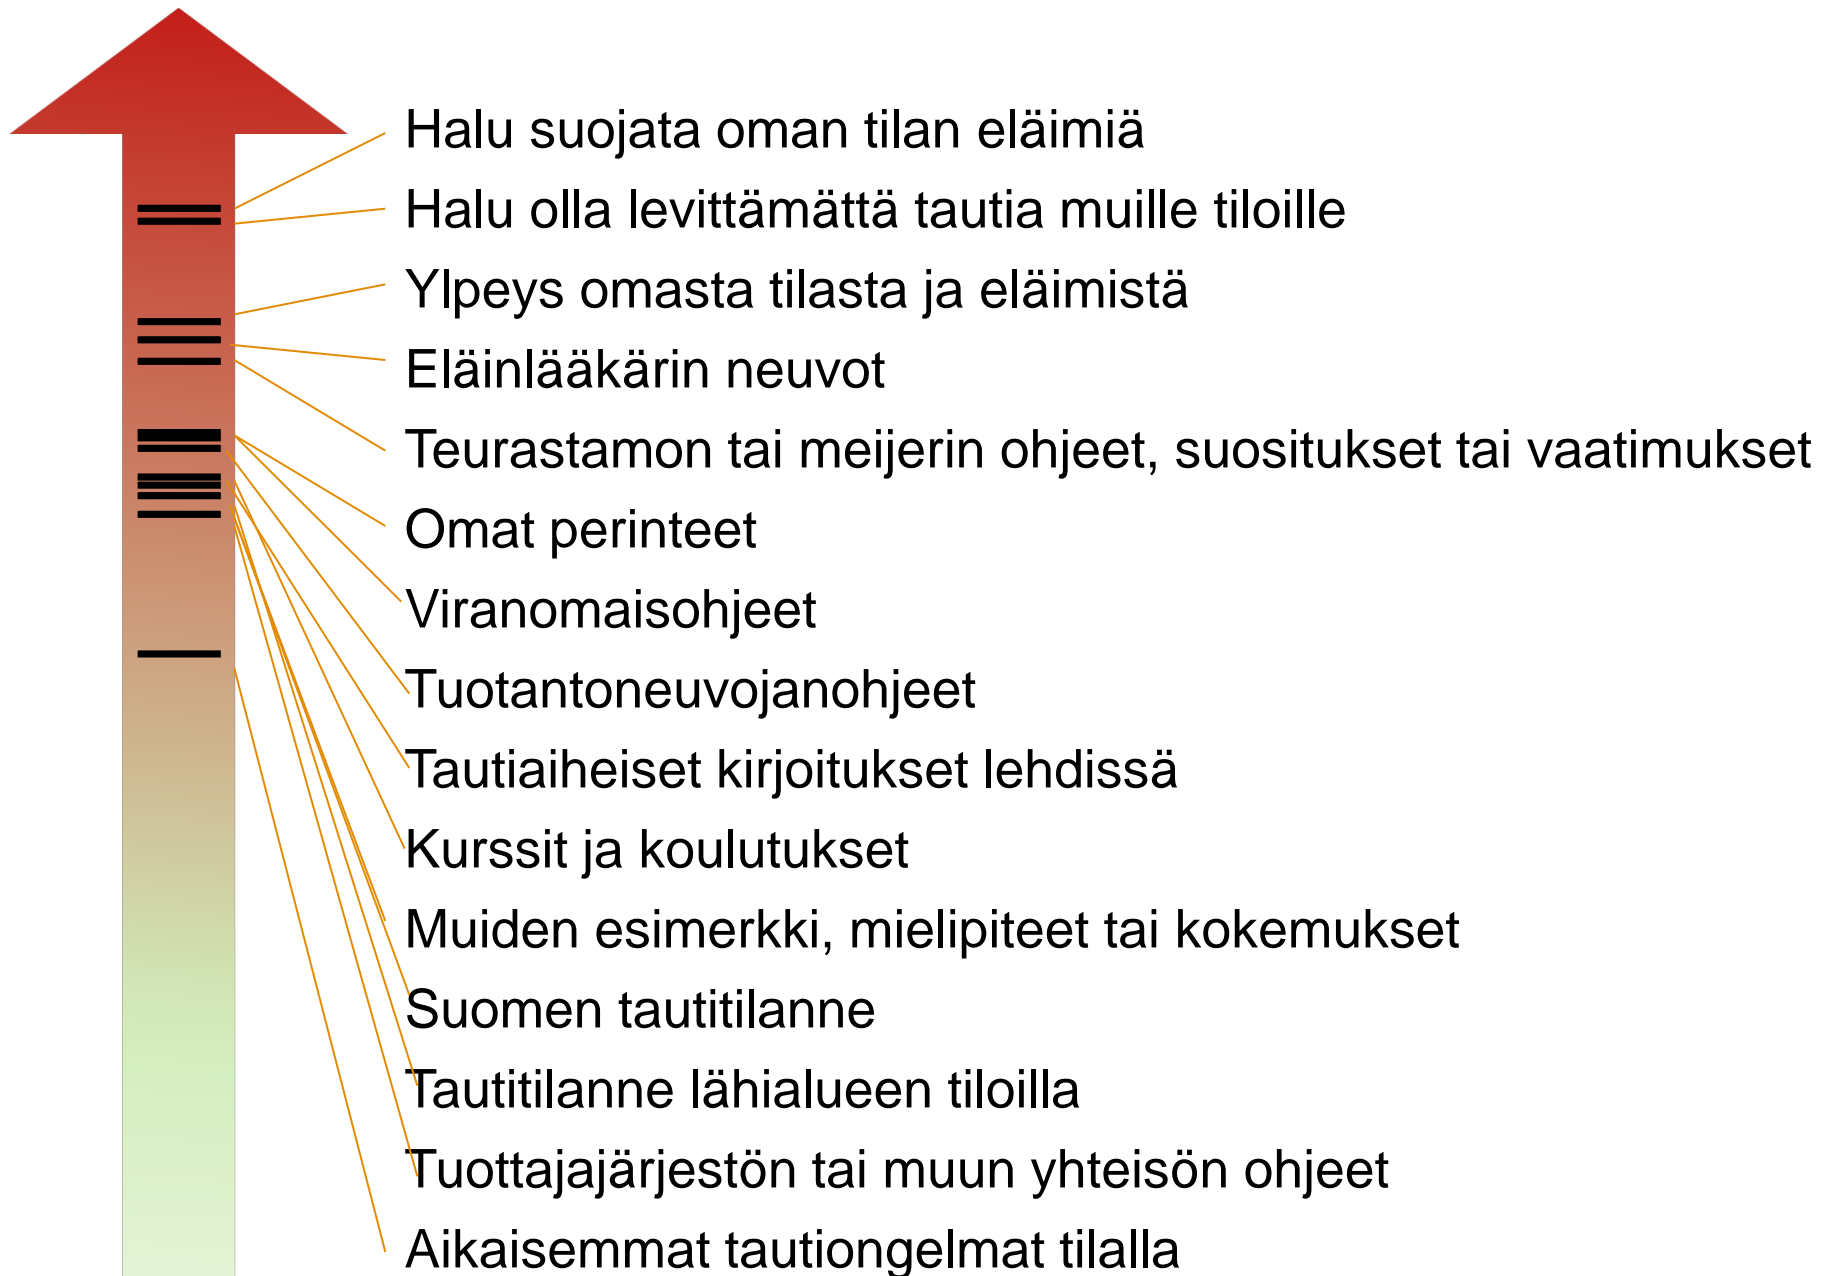 Halu suojata oman tilan eläimiä
Halu olla levittämättä tautia muille tiloille
Ylpeys omasta tilasta ja eläimistä
Eläinlääkärin neuvot
Teurastamon tai meijerin ohjeet, suositukset tai vaatimukset
Omat perinteet
Viranomaisohjeet
Tuotantoneuvojanohjeet
Tautiaiheiset kirjoitukset lehdissä
Kurssit ja koulutukset
Muiden esimerkki, mielipiteet tai kokemukset
Suomen tautitilanne
Tautitilanne lähialueen tiloilla
Tuottajajärjestön tai muun yhteisön ohjeet
Aikaisemmat tautiongelmat tilalla